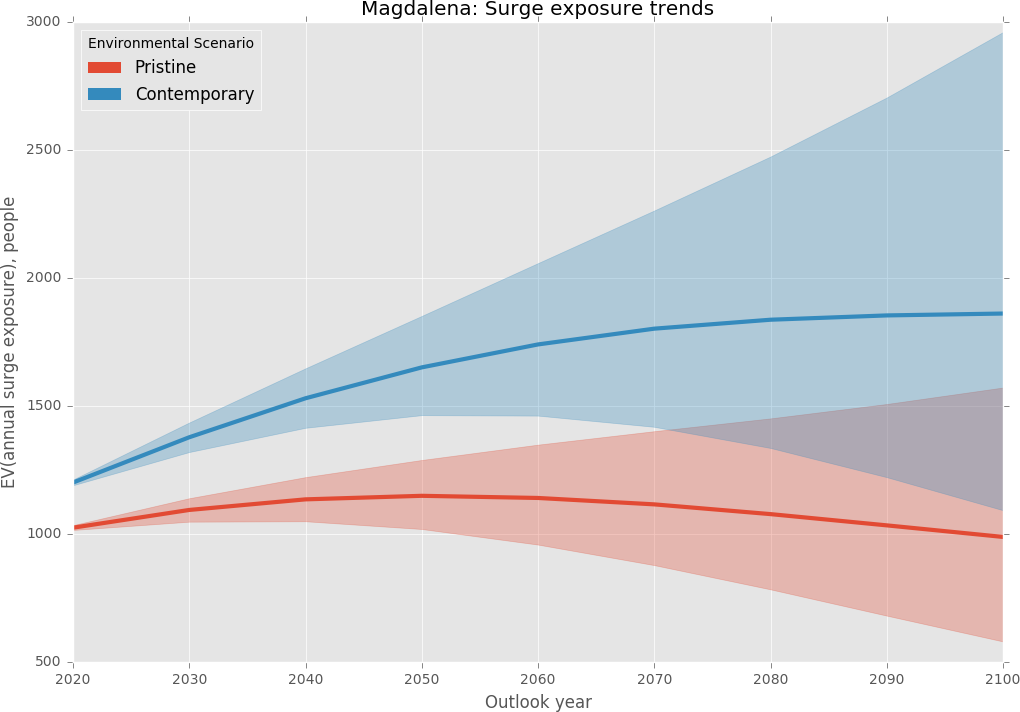 Magdalena: Surge exposure trends
Environmental Scenario
Pristine
Contemporary
EV(annual surge exposure), people
3000
2500
2000
1500
1000
500
2020 2030 2040 2050 2060 2070 2080 2090 2100
Outlook year